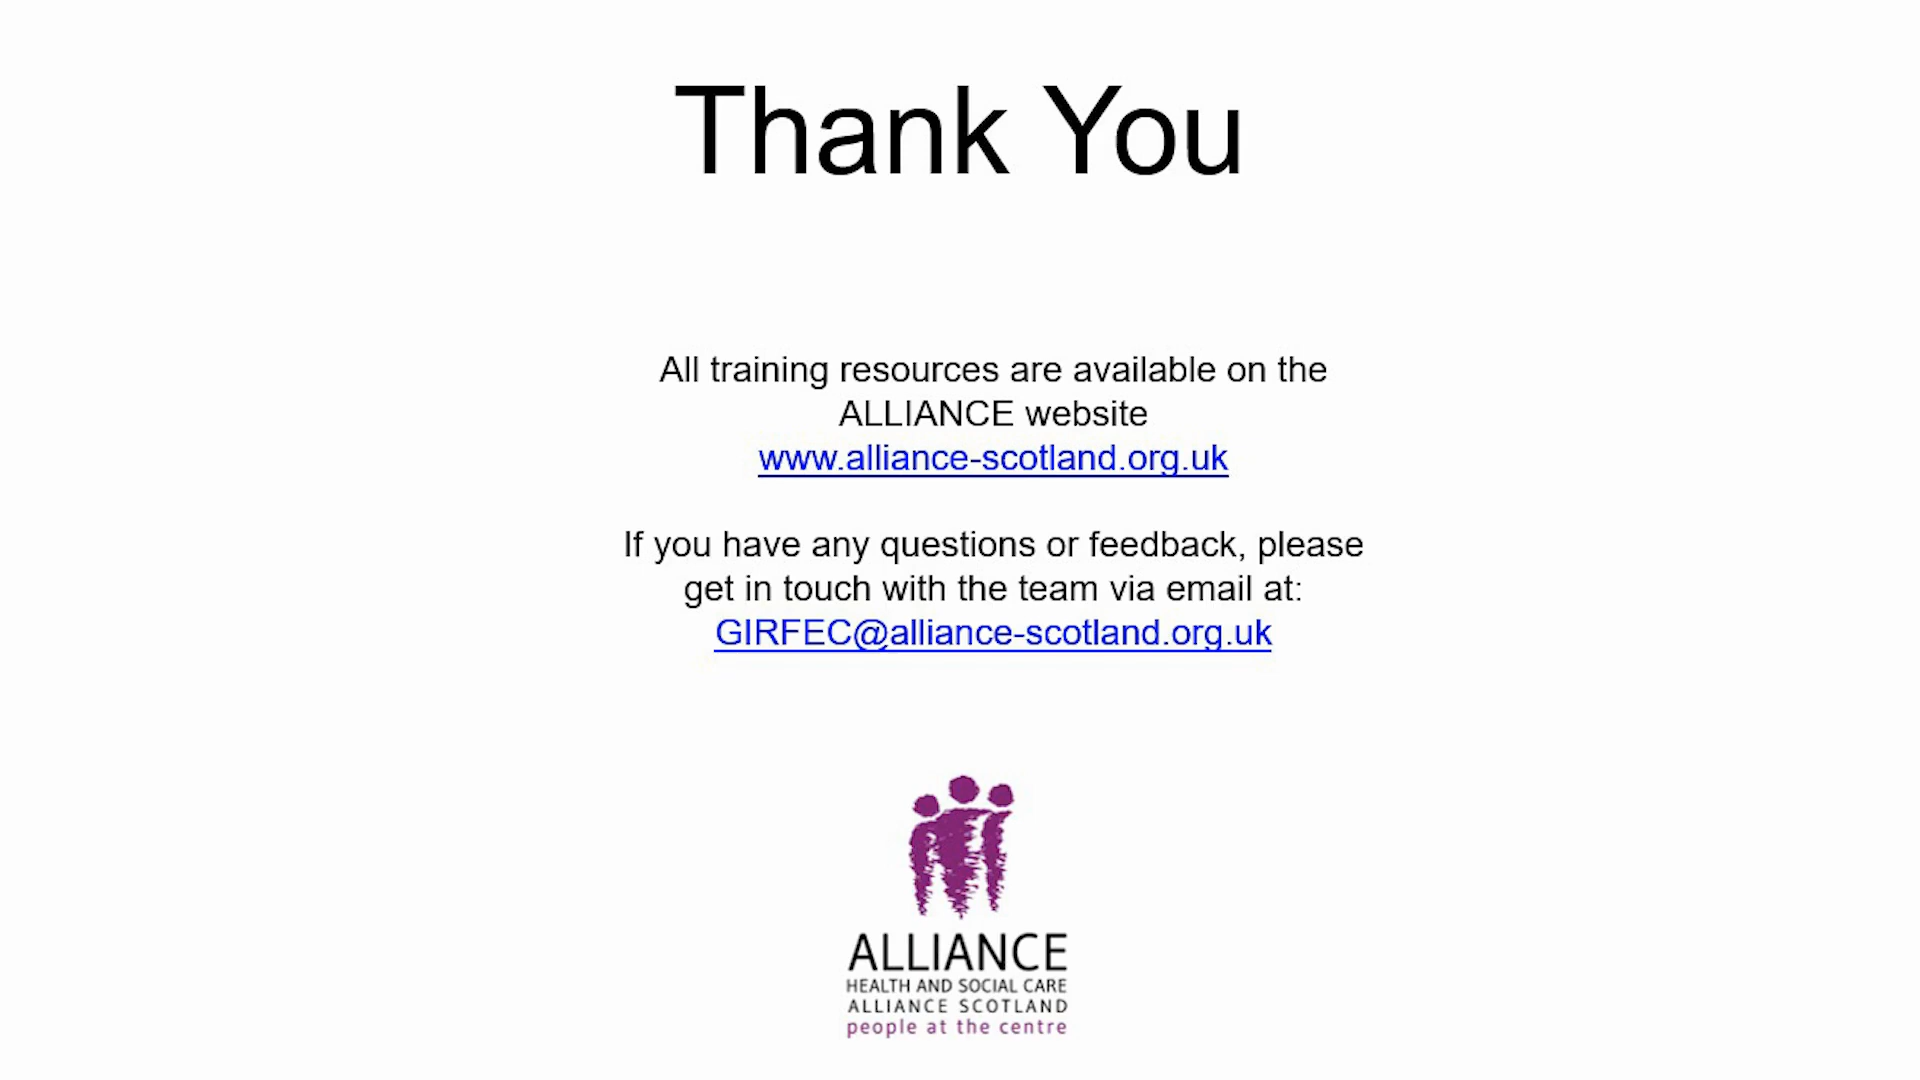 Thank You
All training resources are available on the
ALLIANCE website
www.alliance-scotland.org.uk
If you have any questions or feedback, please
get in touch with the team via email at:
GIRFEC@alliance-scotland.org.uk
ALLIANCE
HEALTH AND SOCIAL CARE
ALLIANCE SCOTLAND
people at the centre